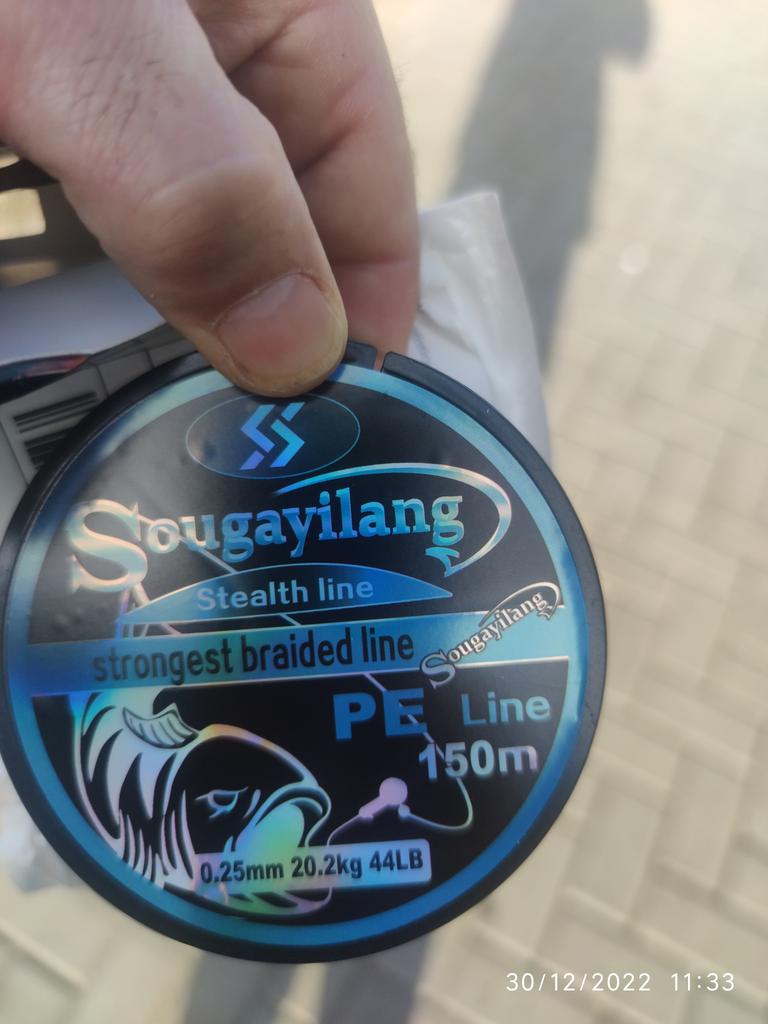 Sougayilang
Stealth line
strongest braided line
Sougayilang
PE Line
150m
0.25mm 20.2kg 44LB
30/12/2022 11:33